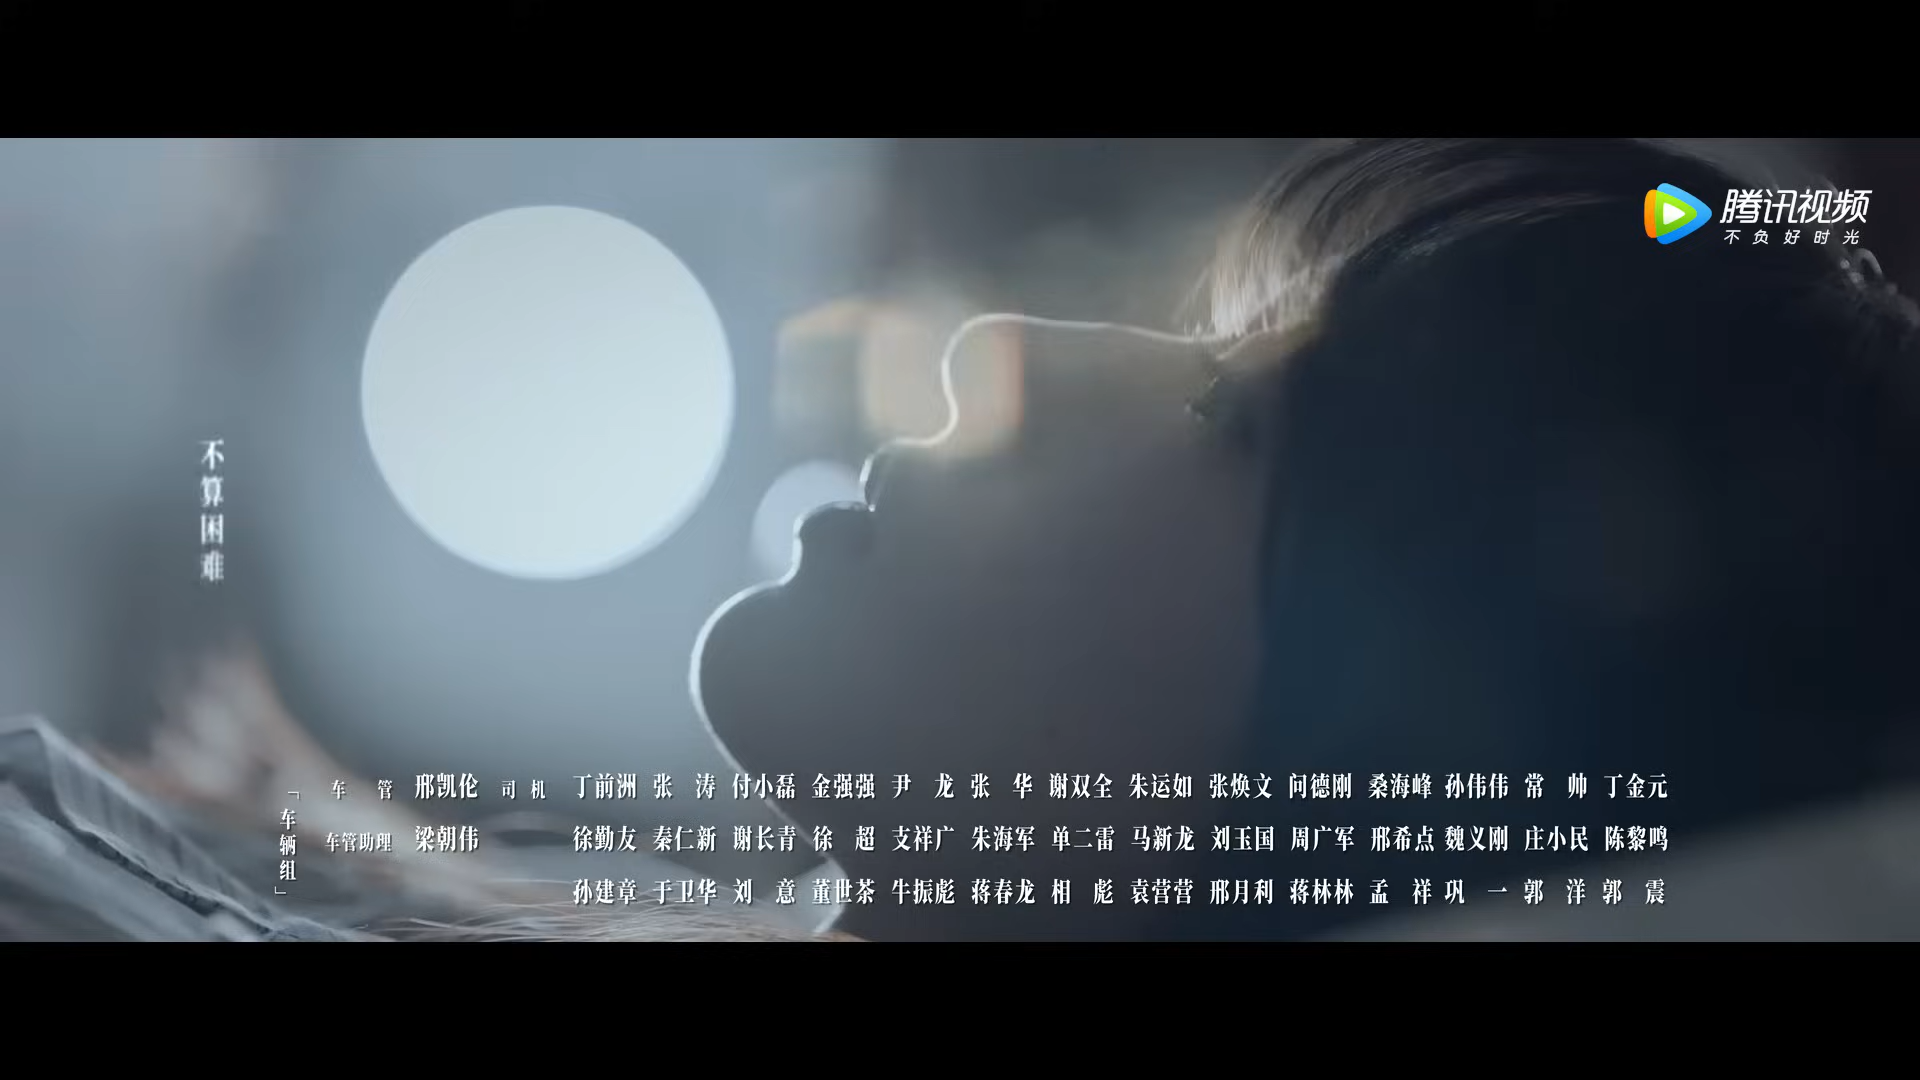 腾讯视频
不负好时光
不算困难
「车辆组」
车管 邢凯伦 司机 丁前洲 张涛 付小磊 金强强 尹龙 张华 谢双全 朱运如 张焕文 问德刚 桑海峰 孙伟伟 常帅 丁金元
车管助理 梁朝伟 徐勤友 秦仁新 谢长青 徐超 支祥广 朱海军 单二雷 马新龙 刘玉国 周广军 邢希点 魏义刚 庄小民 陈黎鸣
孙建章 于卫华 刘意 董世茶 牛振彪 蒋春龙 相彪 袁营营 邢月利 蒋林林 孟祥 巩一 郭洋 郭震